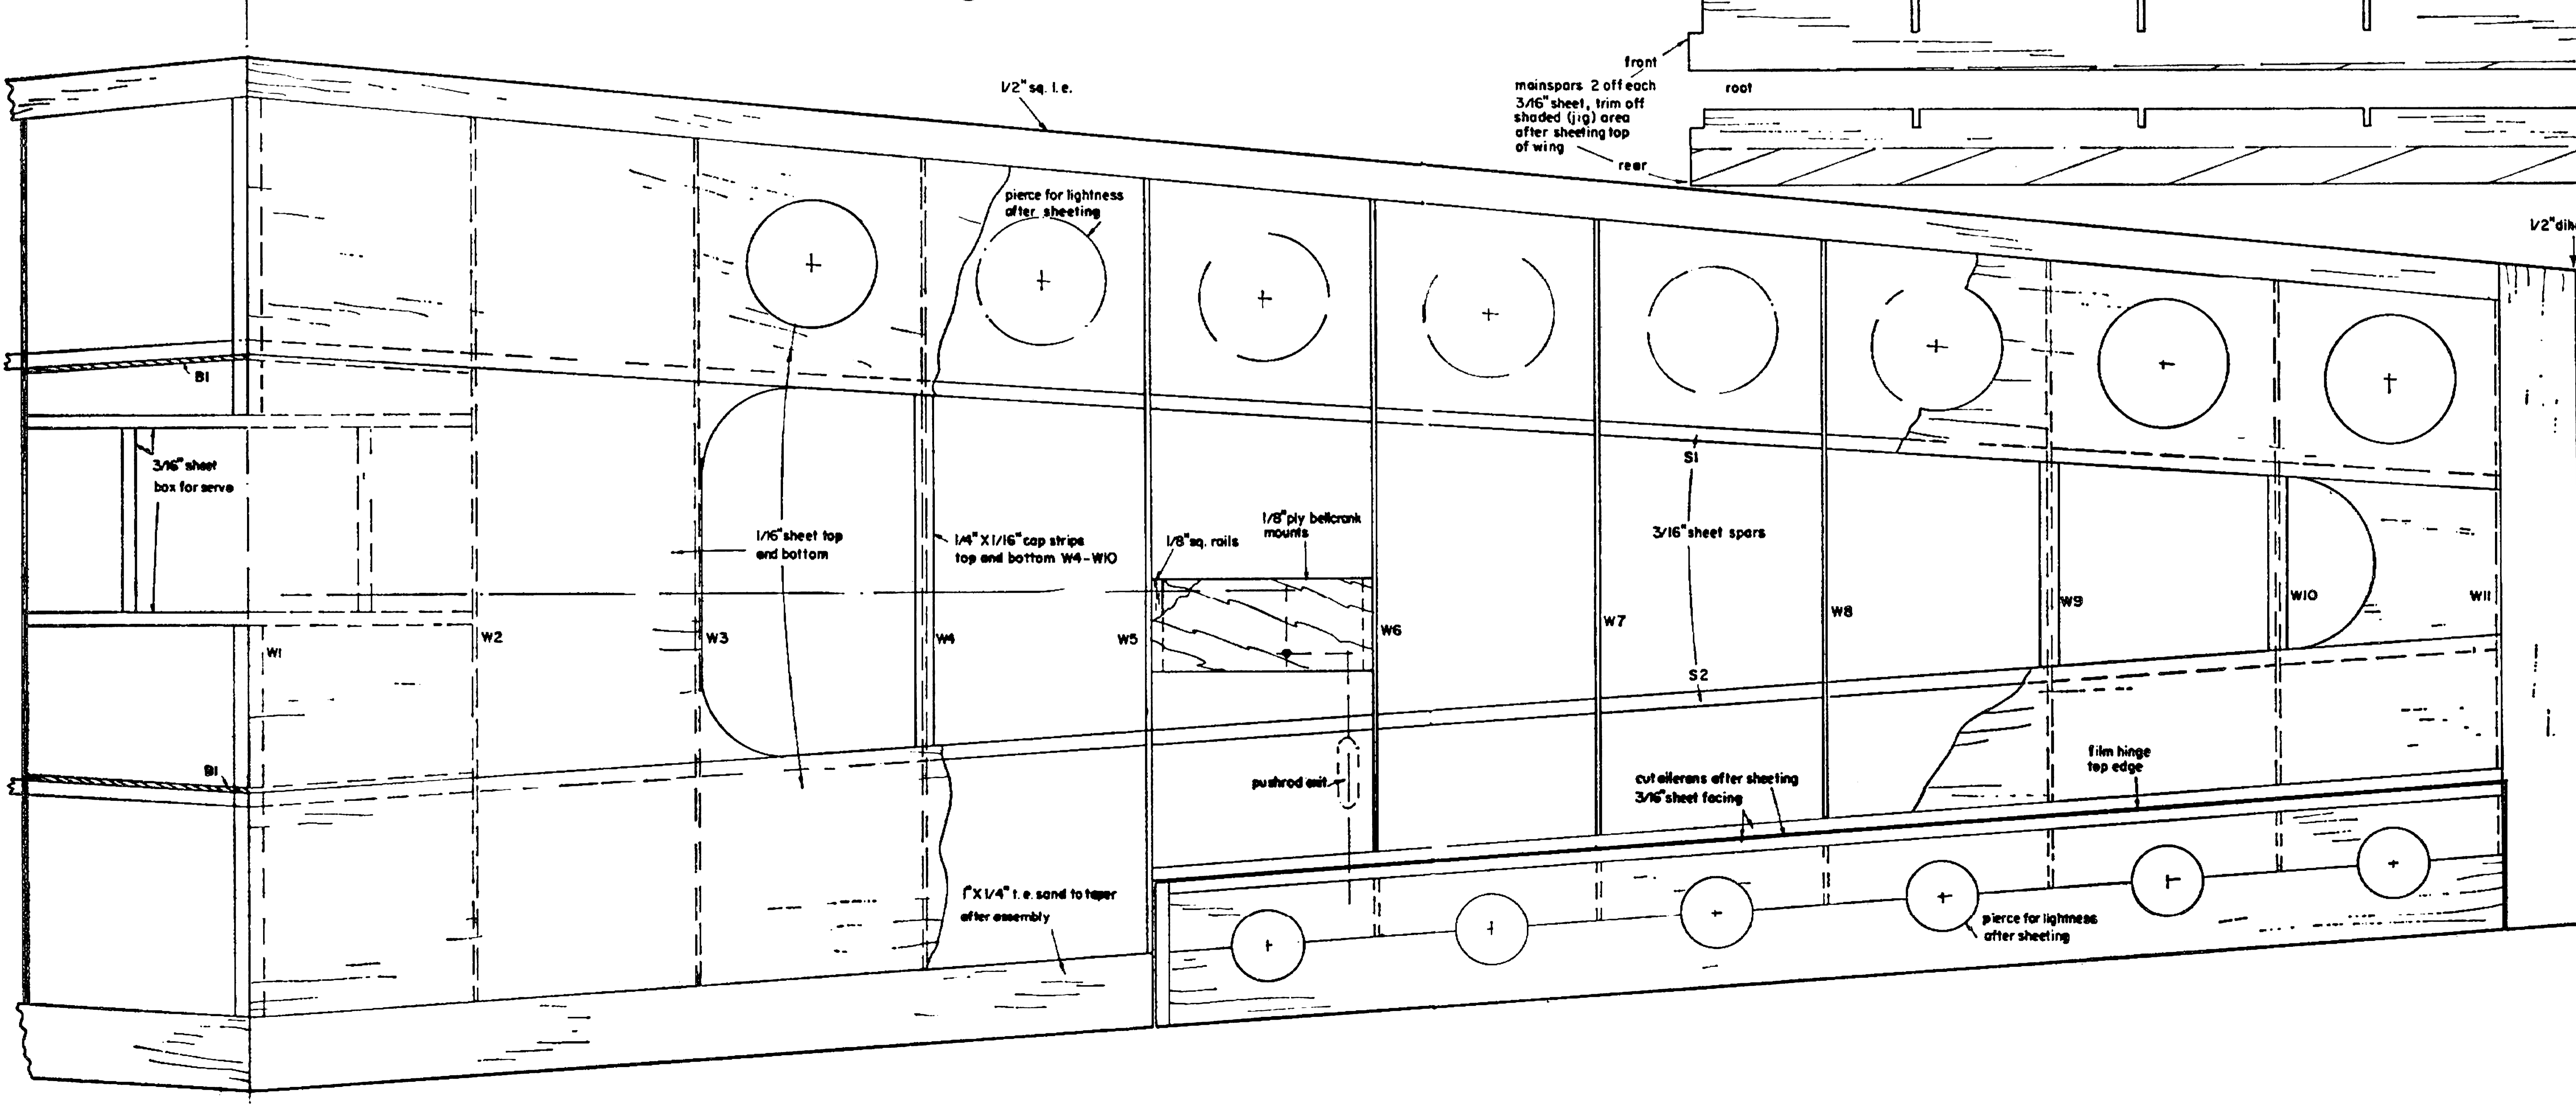 front
mainspars 2 off each
3/16" sheet, trim off
shaded (jig) area
after sheeting top
of wing
rear
root
1/2" sq. l.e.
pierce for lightness
after sheeting
B1
3/16" sheet
box for servo
1/16" sheet top
and bottom
1/4" X 1/16" cap strips
top and bottom W4-W10
1/8" sq. rails
1/8" ply bellcrank
mounts
S1
3/16" sheet spars
S2
W1
W2
W3
W4
W5
W6
W7
W8
W9
W10
W11
B1
pushrod exit
cut ailerons after sheeting
3/16" sheet facing
film hinge
top edge
1" X 1/4" t.e. sand to taper
after assembly
pierce for lightness
after sheeting
1/2" dih